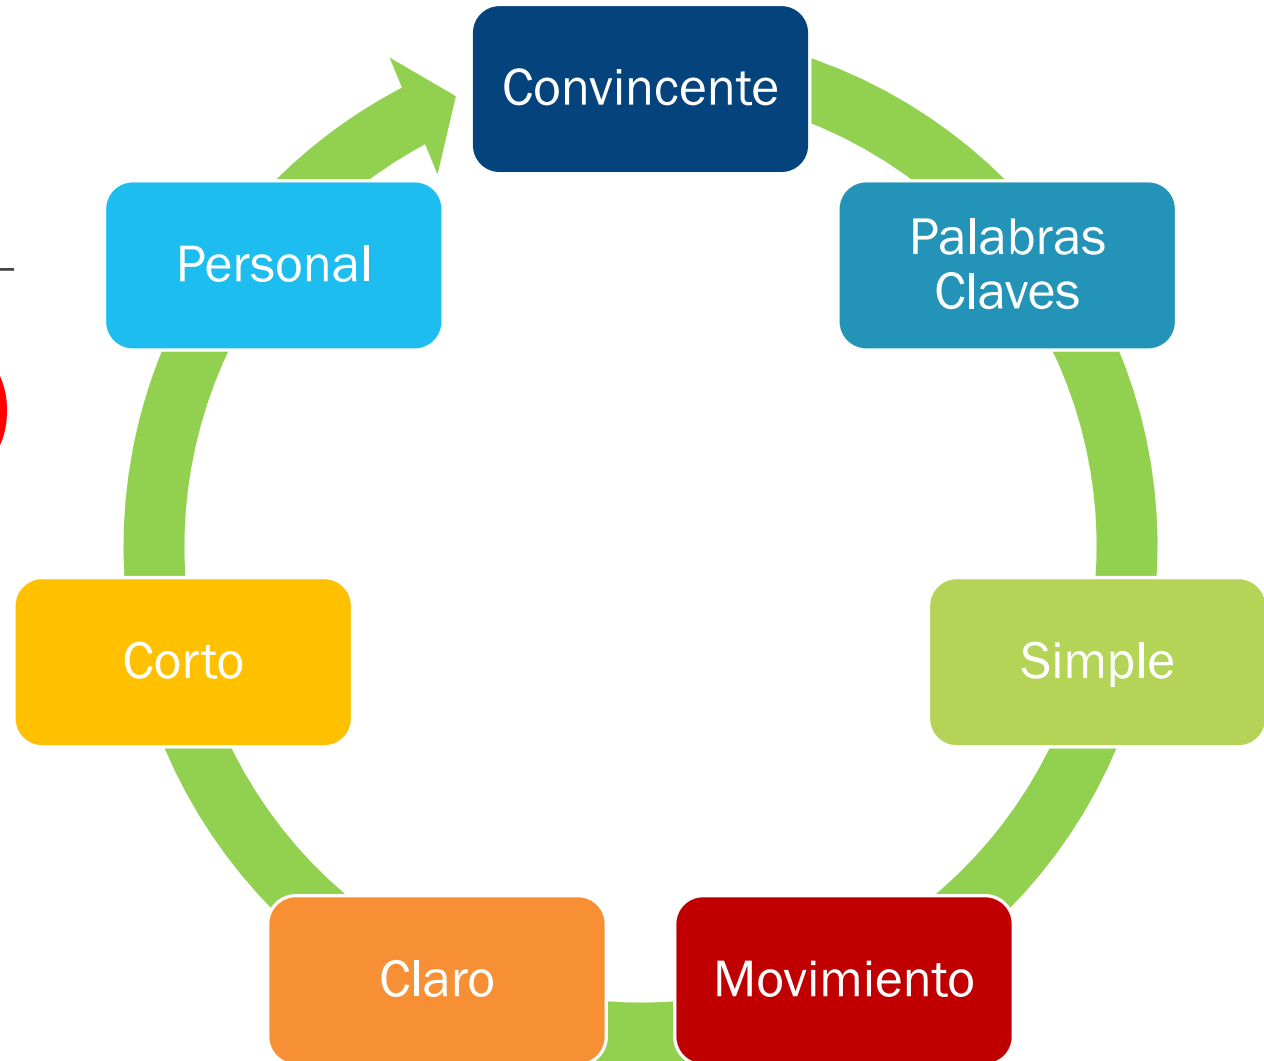 Convincente
Palabras
Claves
Simple
Movimiento
Claro
Corto
Personal